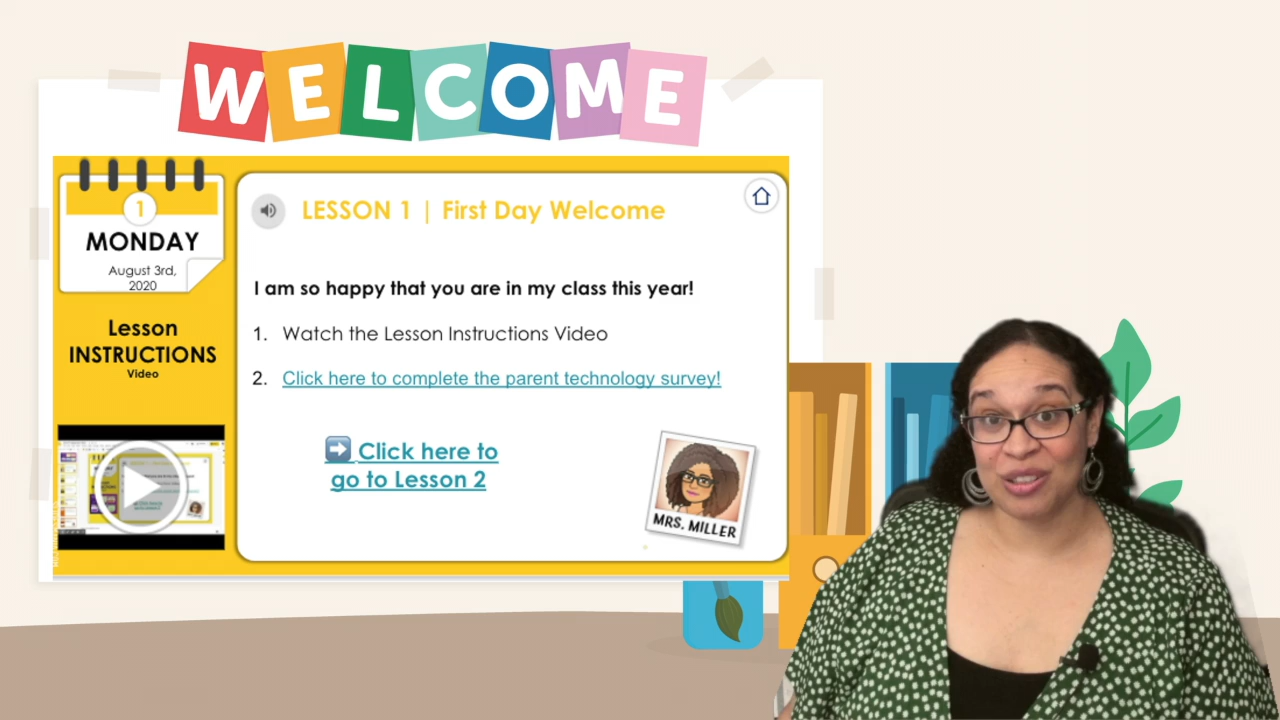 WELCOME
1
MONDAY
August 3rd,
2020
Lesson
INSTRUCTIONS
Video
LESSON 1 | First Day Welcome
I am so happy that you are in my class this year!
1. Watch the Lesson Instructions Video
2. Click here to complete the parent technology survey!
Click here to
go to Lesson 2
MRS. MILLER